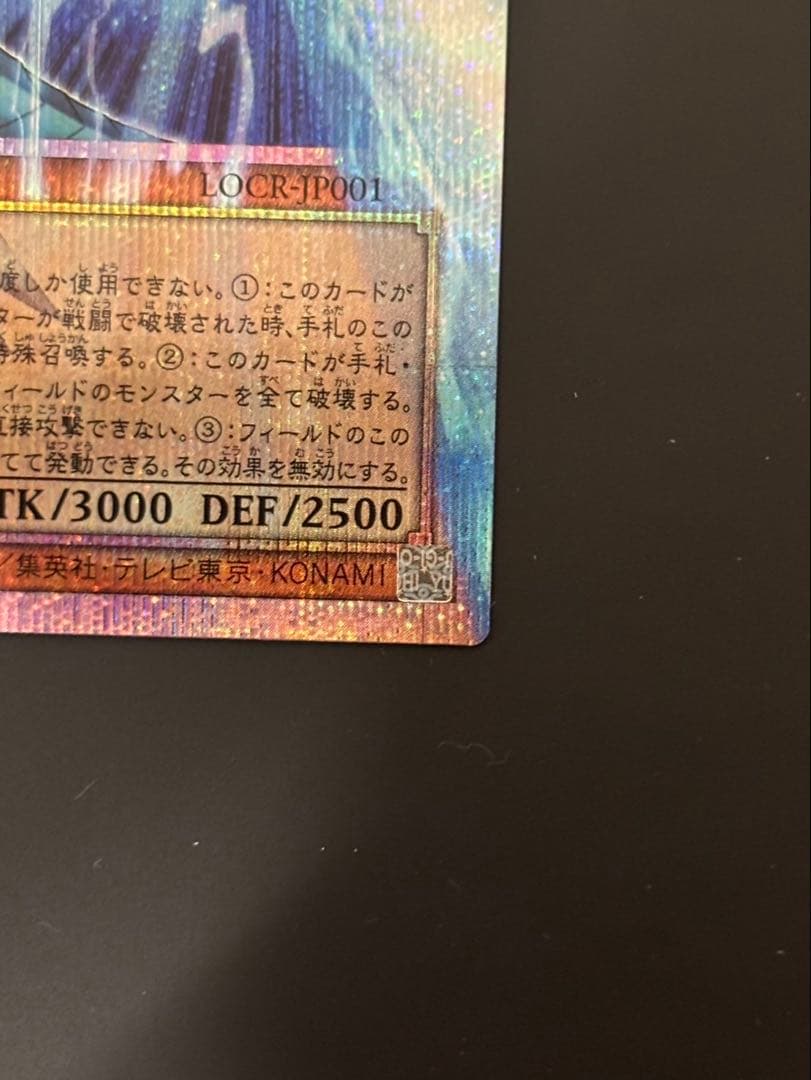 LOCR-JP001
度しか使用できない。①:このカードが
ターが戦闘で破壊された時、手札のこの
特殊召喚する。②:このカードが手札・
ィールドのモンスターを全て破壊する。
直接攻撃できない。③:フィールドのこの
てて発動できる。その効果を無効にする。
TK/3000 DEF/2500
/集英社・テレビ東京・KONAMI